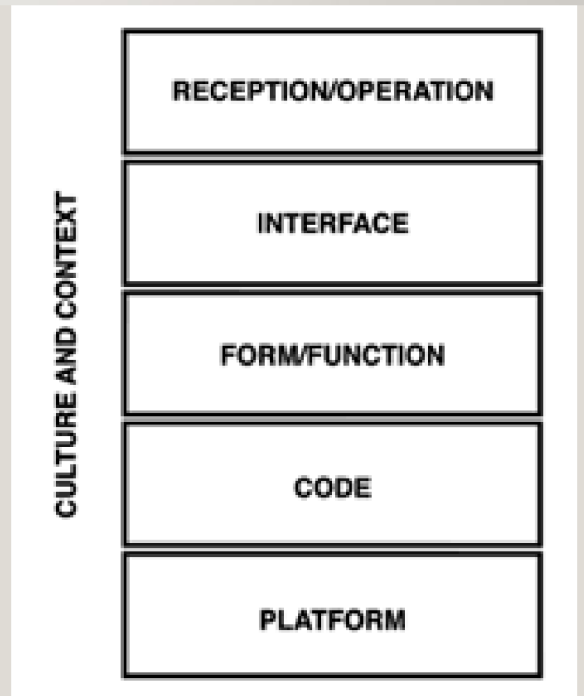 CULTURE AND CONTEXT
RECEPTION/OPERATION
INTERFACE
FORM/FUNCTION
CODE
PLATFORM